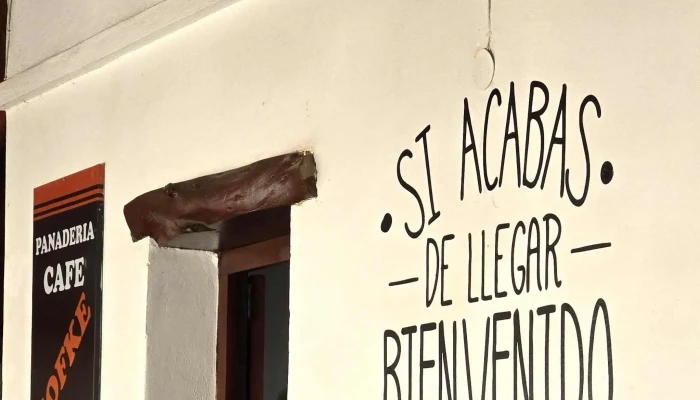 PANADERIA
CAFE
SI ACABAS
DE LLEGAR
BIENVENIDO